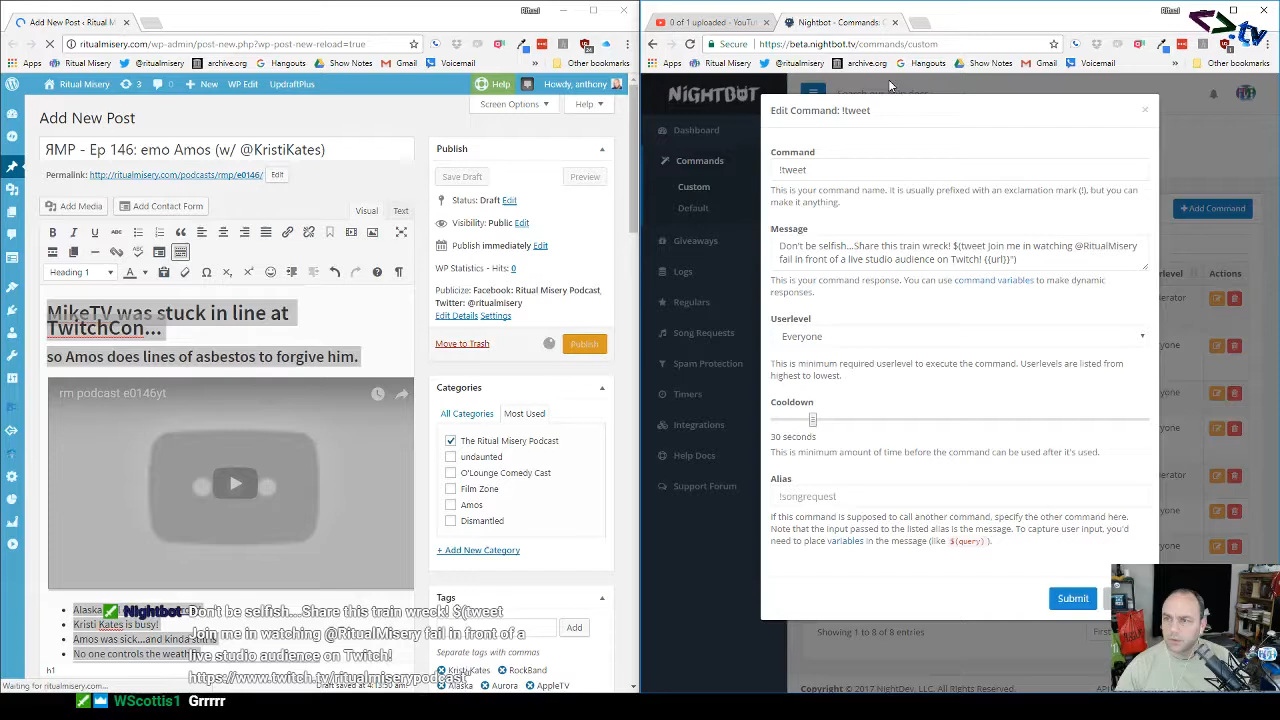 Add New Post ‹ Ritual M
Ritual
ritualmisery.com/wp-admin/post-new.php?wp-post-new-reload=true
Apps
Ritual Misery
@ritualmisery
archive.org
Hangouts
Show Notes
Gmail
Voicemail
Other bookmarks
Ritual Misery
3
0
New
WP Edit
UpdraftPlus
Help
Howdy, anthony
Screen Options
Help
Add New Post
ЯMP - Ep 146: emo Amos (w/ @KristiKates)
Permalink: http://ritualmisery.com/podcasts/rmp/e0146/
Edit
Add Media
Add Contact Form
Visual
Text
Heading 1
MikeTV was stuck in line at
TwitchCon...
so Amos does lines of asbestos to forgive him.
rm podcast e0146yt
Alaska
Kristi Kates is busy!
Amos was sick...and kinda
No one controls the weath
h1
Waiting for ritualmisery.com...
Publish
Save Draft
Preview
Status: Draft Edit
Visibility: Public Edit
Publish immediately Edit
WP Statistics - Hits: 0
Publicize: Facebook: Ritual Misery Podcast,
Twitter: @ritualmisery
Edit Details Settings
Move to Trash
Publish
Categories
All Categories
Most Used
The Ritual Misery Podcast
undaunted
O'Lounge Comedy Cast
Film Zone
Amos
Dismantled
+ Add New Category
Tags
Add
Separate tags with commas
Kristi Kates
RockBand
Alaska
Aurora
AppleTV
Nightbot Don't be selfish...Share this train wreck! $(tweet
Join me in watching @RitualMisery fail in front of a
live studio audience on Twitch!
https://www.twitch.tv/ritualmiserypodcast
WScottis1 Grrrrr
0 of 1 uploaded - YouTu
Nightbot - Commands: C
Ritual
tv
Secure
https://beta.nightbot.tv/commands/custom
Apps
Ritual Misery
@ritualmisery
archive.org
Hangouts
Show Notes
Gmail
Voicemail
Other bookmarks
NIGHTBOT
Dashboard
Commands
Custom
Default
Giveaways
Logs
Regulars
Song Requests
Spam Protection
Timers
Integrations
Help Docs
Support Forum
Edit Command: !tweet
Command
!tweet
This is your command name. It is usually prefixed with an exclamation mark (!), but you can
make it anything.
Message
Don't be selfish...Share this train wreck! $(tweet Join me in watching @RitualMisery
fail in front of a live studio audience on Twitch! {{url}}")
This is your command response. You can use command variables to make dynamic
responses.
Userlevel
Everyone
This is minimum required userlevel to execute the command. Userlevels are listed from
highest to lowest.
Cooldown
30 seconds
This is minimum amount of time before the command can be used after it's used.
Alias
!songrequest
If this command is supposed to call another command, specify the other command here.
Note that the input passed to the listed alias is the message. To capture user input, you'd
need to place variables in the message (like $(query)).
Submit
+Add Command
Actions
Showing 1 to 8 of 8 entries
Copyright © 2017 NightDev, LLC. All rights reserved.